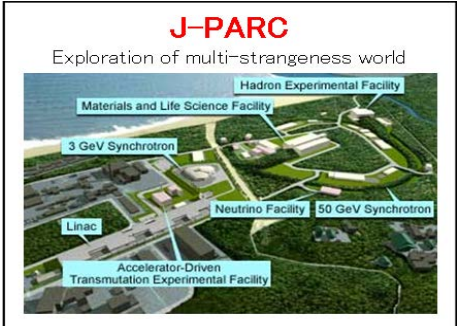 J-PARC
Exploration of multi-strangeness world
Hadron Experimental Facility
Materials and Life Science Facility
3 GeV Synchrotron
Neutrino Facility
50 GeV Synchrotron
Linac
Accelerator-Driven
Transmutation Experimental Facility